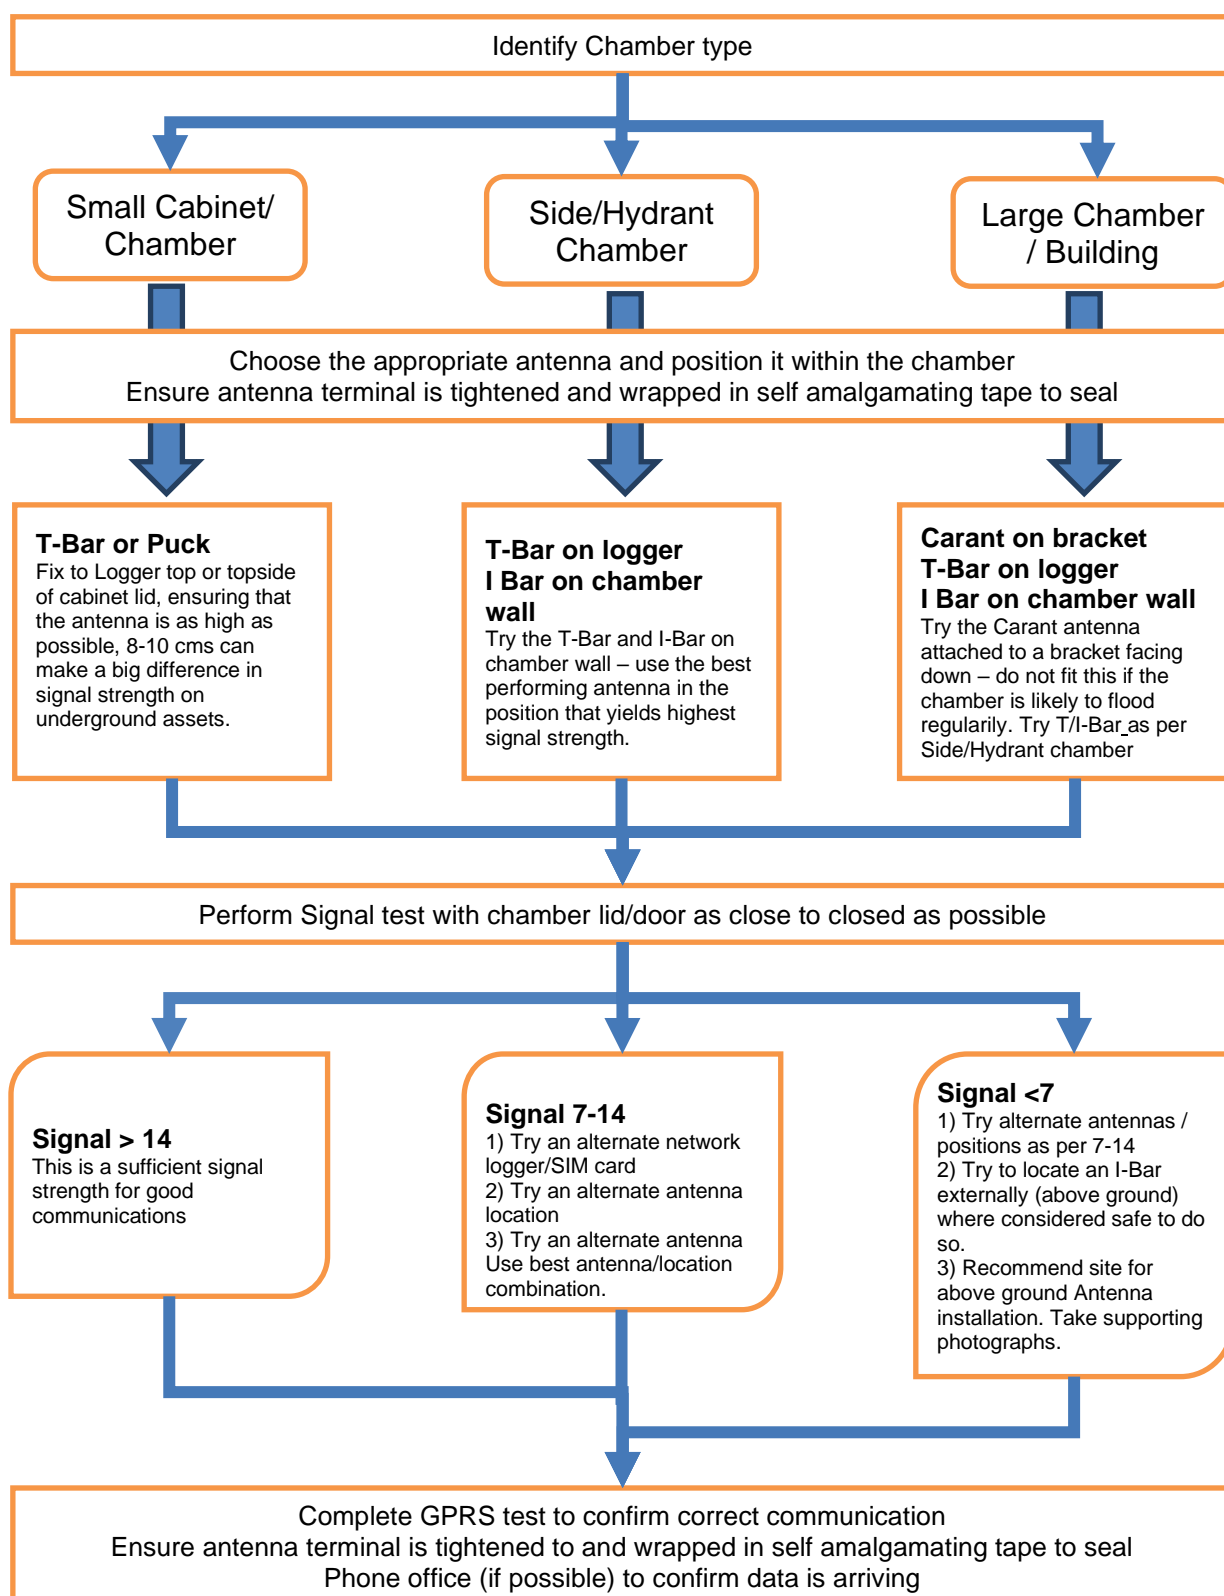 Identify Chamber type
Small Cabinet/
Chamber
Side/Hydrant
Chamber
Large Chamber
/ Building
Choose the appropriate antenna and position it within the chamber
Ensure antenna terminal is tightened and wrapped in self amalgamating tape to seal
T-Bar or Puck
Fix to Logger top or topside
of cabinet lid, ensuring that
the antenna is as high as
possible, 8-10 cms can
make a big difference in
signal strength on
underground assets.
T-Bar on logger
I Bar on chamber
wall
Try the T-Bar and I-Bar on
chamber wall – use the best
performing antenna in the
position that yields highest
signal strength.
Carant on bracket
T-Bar on logger
I Bar on chamber wall
Try the Carant antenna
attached to a bracket facing
down – do not fit this if the
chamber is likely to flood
regularily. Try T/I-Bar as per
Side/Hydrant chamber
Perform Signal test with chamber lid/door as close to closed as possible
Signal > 14
This is a sufficient signal
strength for good
communications
Signal 7-14
1) Try an alternate network
logger/SIM card
2) Try an alternate antenna
location
3) Try an alternate antenna
Use best antenna/location
combination.
Signal <7
1) Try alternate antennas /
positions as per 7-14
2) Try to locate an I-Bar
externally (above ground)
where considered safe to do
so.
3) Recommend site for
above ground Antenna
installation. Take supporting
photographs.
Complete GPRS test to confirm correct communication
Ensure antenna terminal is tightened to and wrapped in self amalgamating tape to seal
Phone office (if possible) to confirm data is arriving